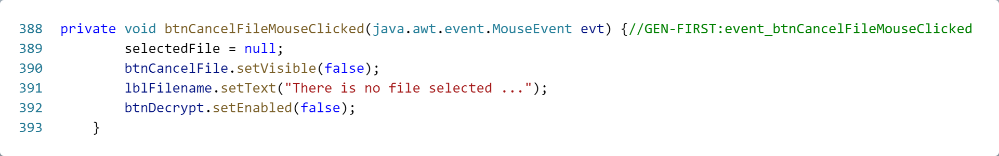 388 private void btnCancelFileMouseClicked(java.awt.event.MouseEvent evt) {//GEN-FIRST:event_btnCancelFileMouseClicked
389 selectedFile = null;
390 btnCancelFile.setVisible(false);
391 lblFilename.setText("There is no file selected ...");
392 btnDecrypt.setEnabled(false);
393 }